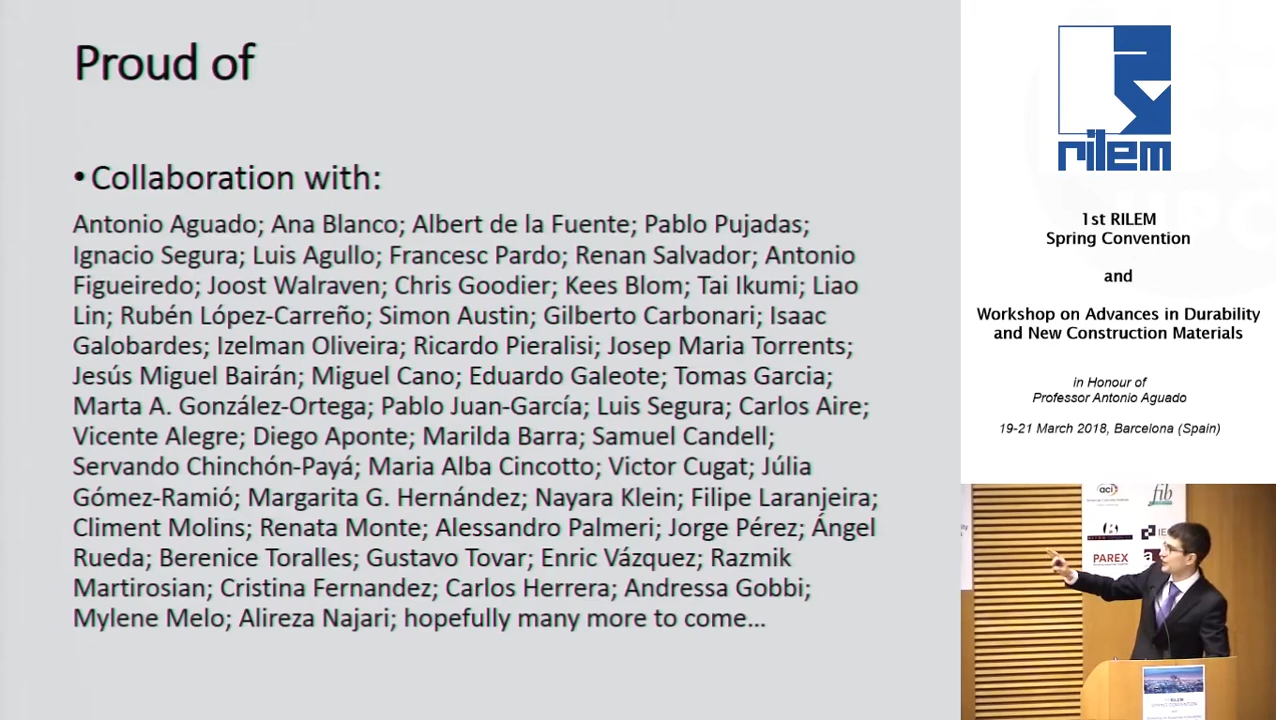 Proud of
• Collaboration with:
Antonio Aguado; Ana Blanco; Albert de la Fuente; Pablo Pujadas;
Ignacio Segura; Luis Agullo; Francesc Pardo; Renan Salvador; Antonio
Figueiredo; Joost Walraven; Chris Goodier; Kees Blom; Tai Ikumi; Liao
Lin; Rubén López-Carreño; Simon Austin; Gilberto Carbonari; Isaac
Galobardes; Izelman Oliveira; Ricardo Pieralisi; Josep Maria Torrents;
Jesús Miguel Bairán; Miguel Cano; Eduardo Galeote; Tomas Garcia;
Marta A. González-Ortega; Pablo Juan-García; Luis Segura; Carlos Aire;
Vicente Alegre; Diego Aponte; Marilda Barra; Samuel Candell;
Servando Chinchón-Payá; Maria Alba Cincotto; Victor Cugat; Júlia
Gómez-Ramió; Margarita G. Hernández; Nayara Klein; Filipe Laranjeira;
Climent Molins; Renata Monte; Alessandro Palmeri; Jorge Pérez; Ángel
Rueda; Berenice Toralles; Gustavo Tovar; Enric Vázquez; Razmik
Martirosian; Cristina Fernandez; Carlos Herrera; Andressa Gobbi;
Mylene Melo; Alireza Najari; hopefully many more to come…
rilem
1st RILEM
Spring Convention
and
Workshop on Advances in Durability
and New Construction Materials
in Honour of
Professor Antonio Aguado
19-21 March 2018, Barcelona (Spain)
aci
fib
PAREX